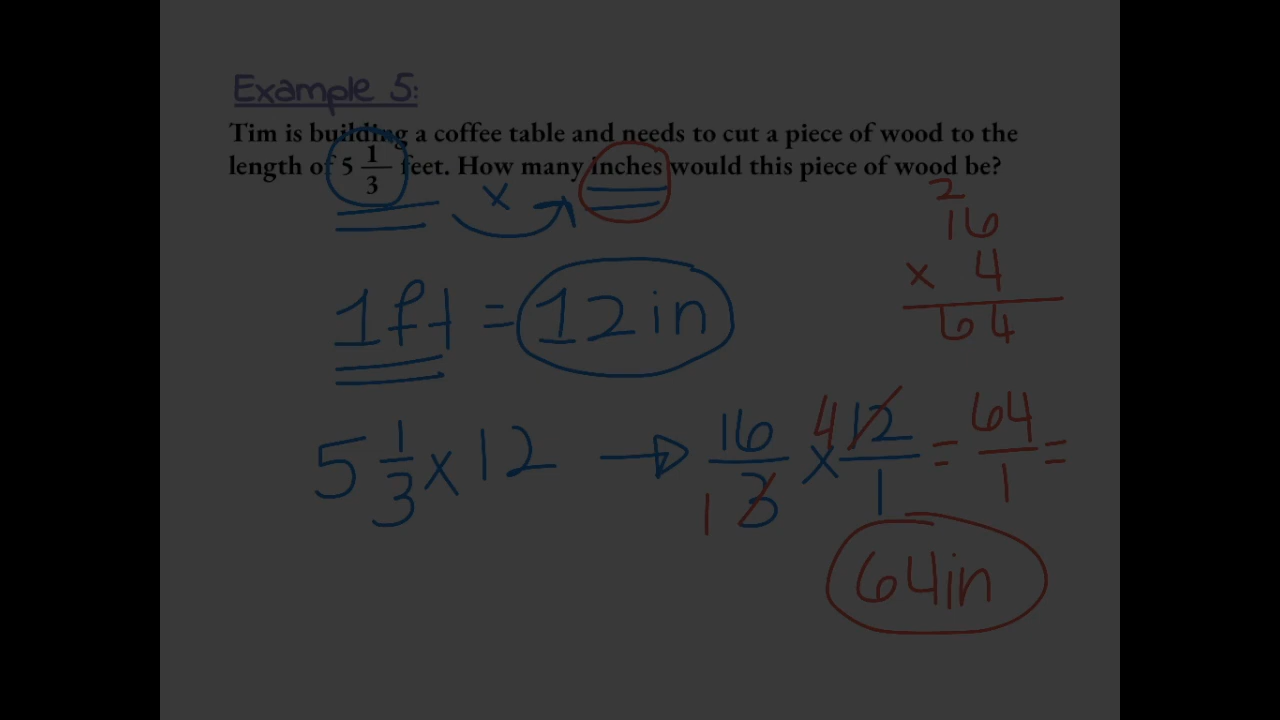 Example 5:
Tim is building a coffee table and needs to cut a piece of wood to the
length of 5 1/3 feet. How many inches would this piece of wood be?
x
2
16
x 4
64
1ft = 12in
5 1/3 x 12 → 16/3 x 12/1 = 64/1 =
4
1
64in